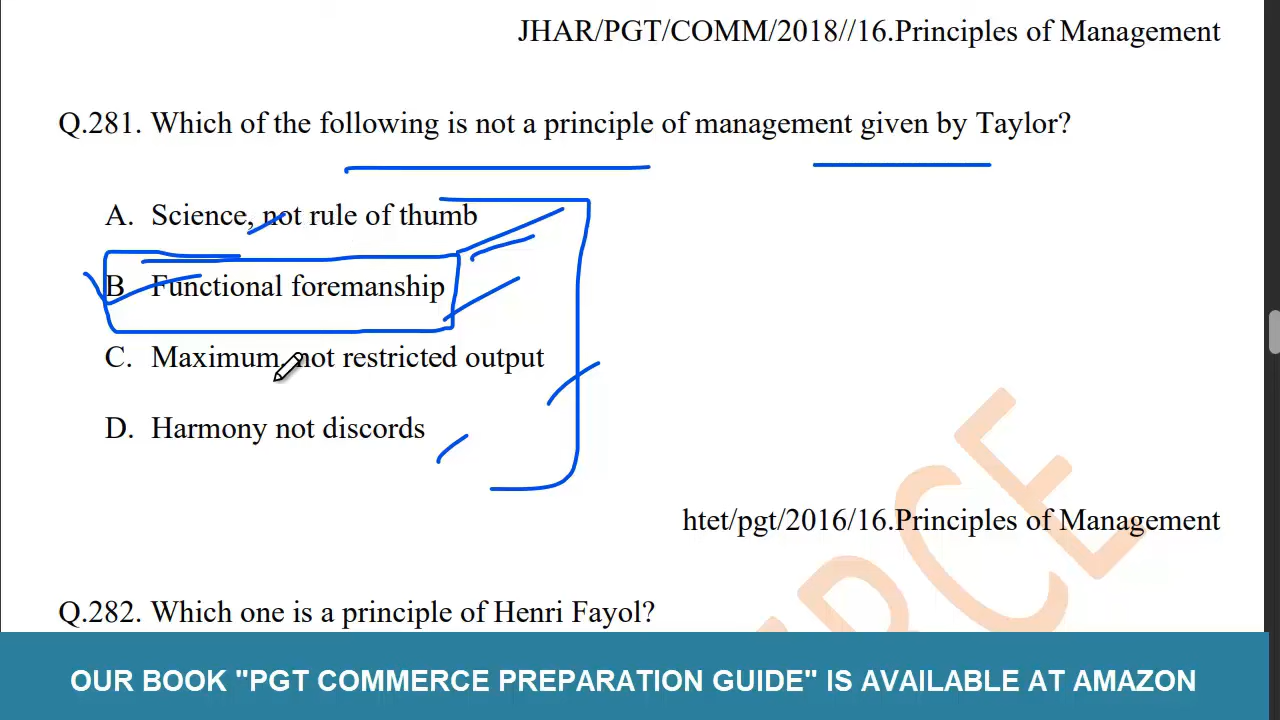 JHAR/PGT/COMM/2018//16.Principles of Management
Q.281. Which of the following is not a principle of management given by Taylor?
A. Science, not rule of thumb
B. Functional foremanship
C. Maximum, not restricted output
D. Harmony not discords
htet/pgt/2016/16.Principles of Management
Q.282. Which one is a principle of Henri Fayol?
OUR BOOK "PGT COMMERCE PREPARATION GUIDE" IS AVAILABLE AT AMAZON